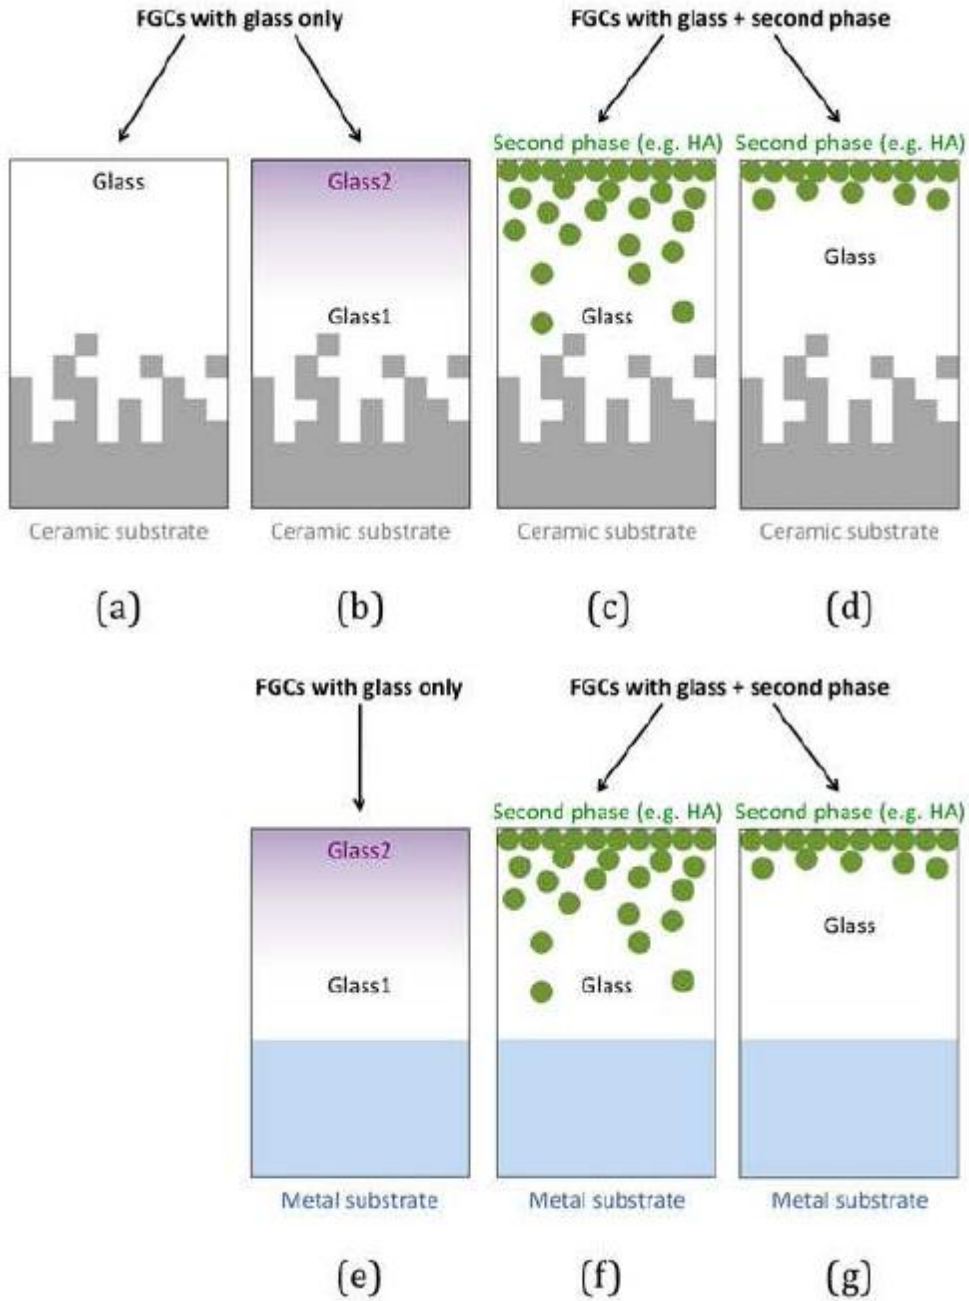 FGCs with glass only
FGCs with glass + second phase
Second phase (e.g. HA)
Second phase (e.g. HA)
Glass
Glass2
Glass
Glass1
Glass
Ceramic substrate
Ceramic substrate
Ceramic substrate
Ceramic substrate
(a)
(b)
(c)
(d)
FGCs with glass only
FGCs with glass + second phase
Second phase (e.g. HA)
Second phase (e.g. HA)
Glass2
Glass
Glass1
Glass
Metal substrate
Metal substrate
Metal substrate
(e)
(f)
(g)